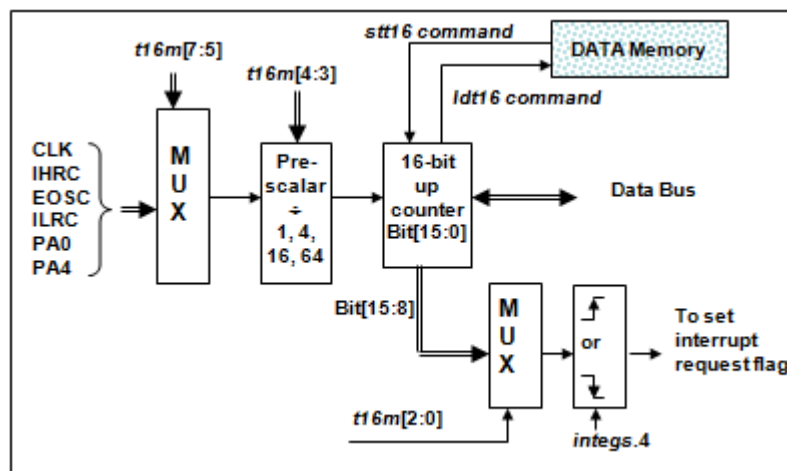 stt16 command
DATA Memory
t16m[7:5]
t16m[4:3]
ldt16 command
CLK
IHRC
EOSC
ILRC
PA0
PA4
M
U
X
Pre-
scalar
÷
1, 4,
16, 64
16-bit
up
counter
Bit[15:0]
Data Bus
Bit[15:8]
M
U
X
or
To set
interrupt
request flag
t16m[2:0]
integs.4